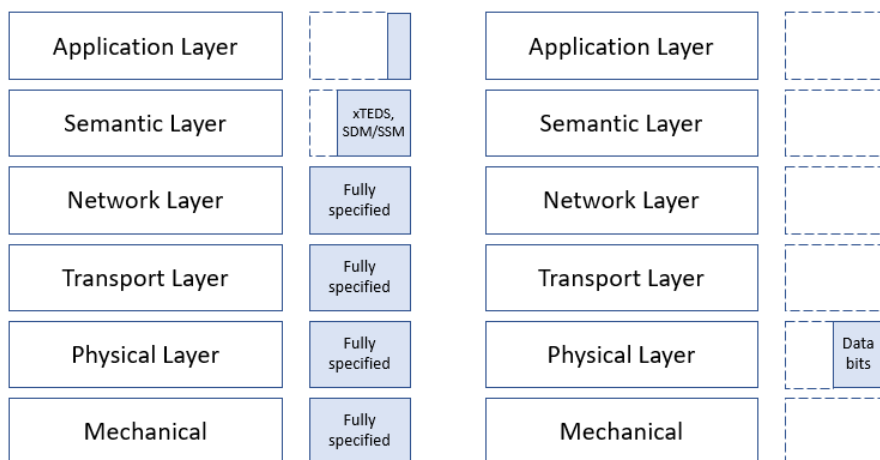 Application Layer
Application Layer
Semantic Layer
xTEDS,
SDM/SSM
Semantic Layer
Network Layer
Fully
specified
Network Layer
Transport Layer
Fully
specified
Transport Layer
Physical Layer
Fully
specified
Physical Layer
Data
bits
Mechanical
Fully
specified
Mechanical